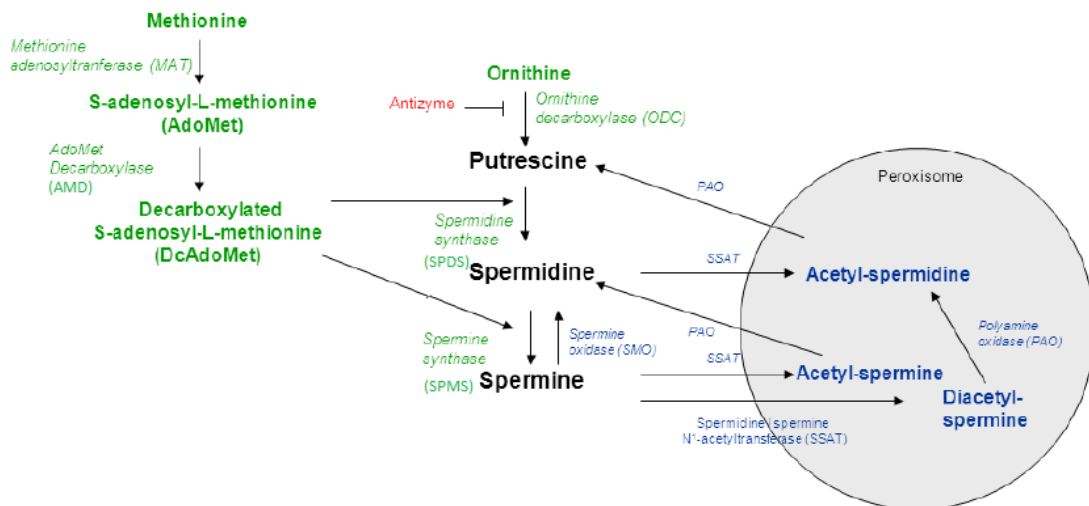 Methionine
Methionine
adenosyltranferase (MAT)
S-adenosyl-L-methionine
(AdoMet)
AdoMet
Decarboxylase
(AMD)
Decarboxylated
S-adenosyl-L-methionine
(DcAdoMet)
Ornithine
Antizyme
Ornithine
decarboxylase (ODC)
Putrescine
Spermidine
synthase
(SPDS)
Spermidine
Spermine
synthase
(SPMS)
Spermine
oxidase (SMO)
Spermine
PAO
SSAT
PAO
SSAT
Spermidine/spermine
N¹-acetyltransferase (SSAT)
Peroxisome
Acetyl-spermidine
Polyamine
oxidase (PAO)
Acetyl-spermine
Diacetyl-
spermine